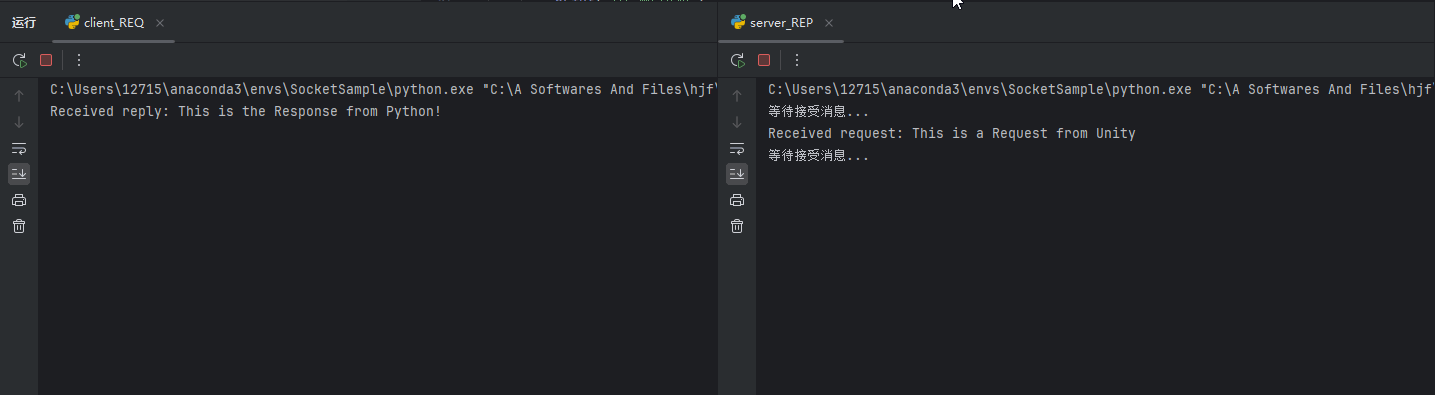 运行
client_REQ
C:\Users\12715\anaconda3\envs\SocketSample\python.exe "C:\A Softwares And Files\hjf\
Received reply: This is the Response from Python!
server_REP
C:\Users\12715\anaconda3\envs\SocketSample\python.exe "C:\A Softwares And Files\hjf
等待接受消息...
Received request: This is a Request from Unity
等待接受消息...